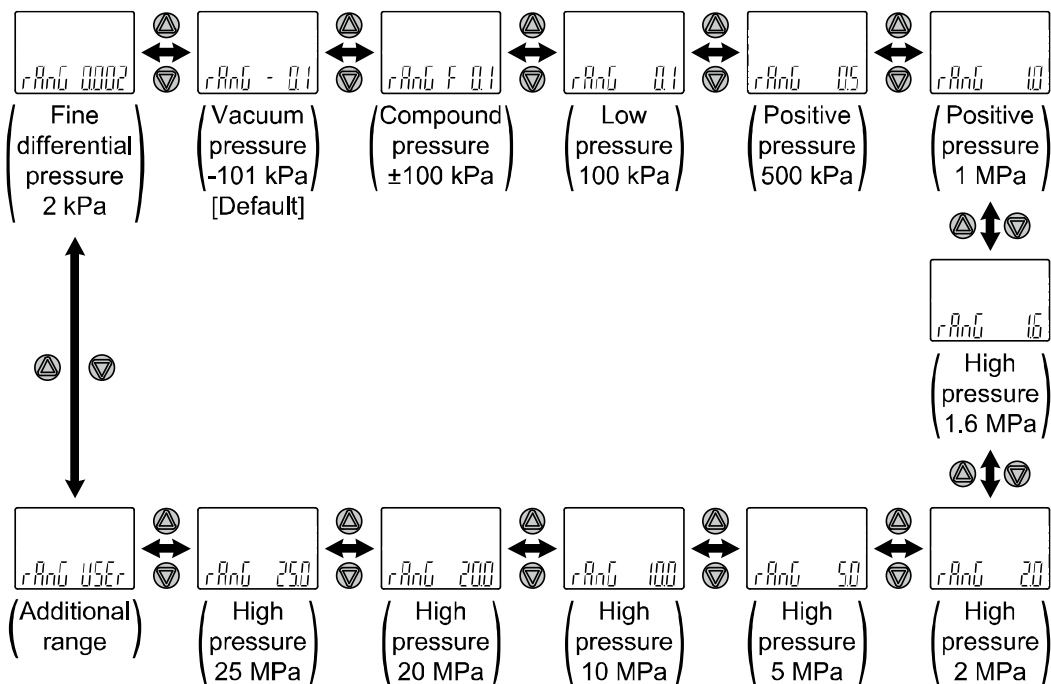 rAnG 0.002
(Fine
differential
pressure
2 kPa)
rAnG - 0.1
(Vacuum
pressure
-101 kPa)
[Default]
rAnG F 0.1
(Compound
pressure
±100 kPa)
rAnG 0.1
(Low
pressure
100 kPa)
rAnG 0.5
(Positive
pressure
500 kPa)
rAnG 1.0
(Positive
pressure
1 MPa)
rAnG 1.6
(High
pressure
1.6 MPa)
rAnG USEr
(Additional
range)
rAnG 25.0
(High
pressure
25 MPa)
rAnG 20.0
(High
pressure
20 MPa)
rAnG 10.0
(High
pressure
10 MPa)
rAnG 5.0
(High
pressure
5 MPa)
rAnG 2.0
(High
pressure
2 MPa)